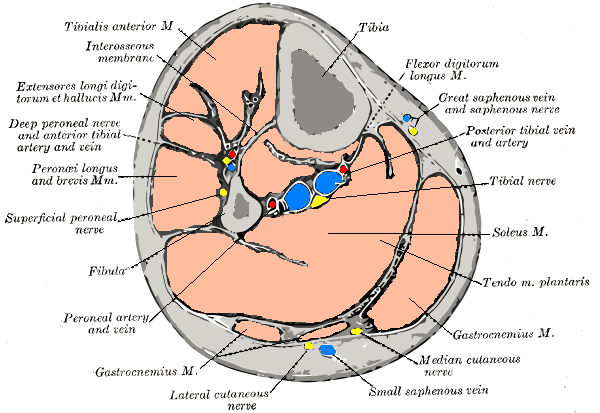 Tibialis anterior M
Interosseous
membrane
Extensores longi digi-
torum et hallucis Mm.
Deep peroneal nerve
and anterior tibial
artery and vein
Peronæi longus
and brevis Mm.
Superficial peroneal
nerve
Fibula
Peroneal artery
and vein
Gastrocnemius M.
Lateral cutaneous
nerve
Tibia
Flexor digitorum
longus M.
Great saphenous vein
and saphenous nerve
Posterior tibial vein
and artery
Tibial nerve
Soleus M.
Tendo m. plantaris
Gastrocnemius M.
Median cutaneous
nerve
Small saphenous vein